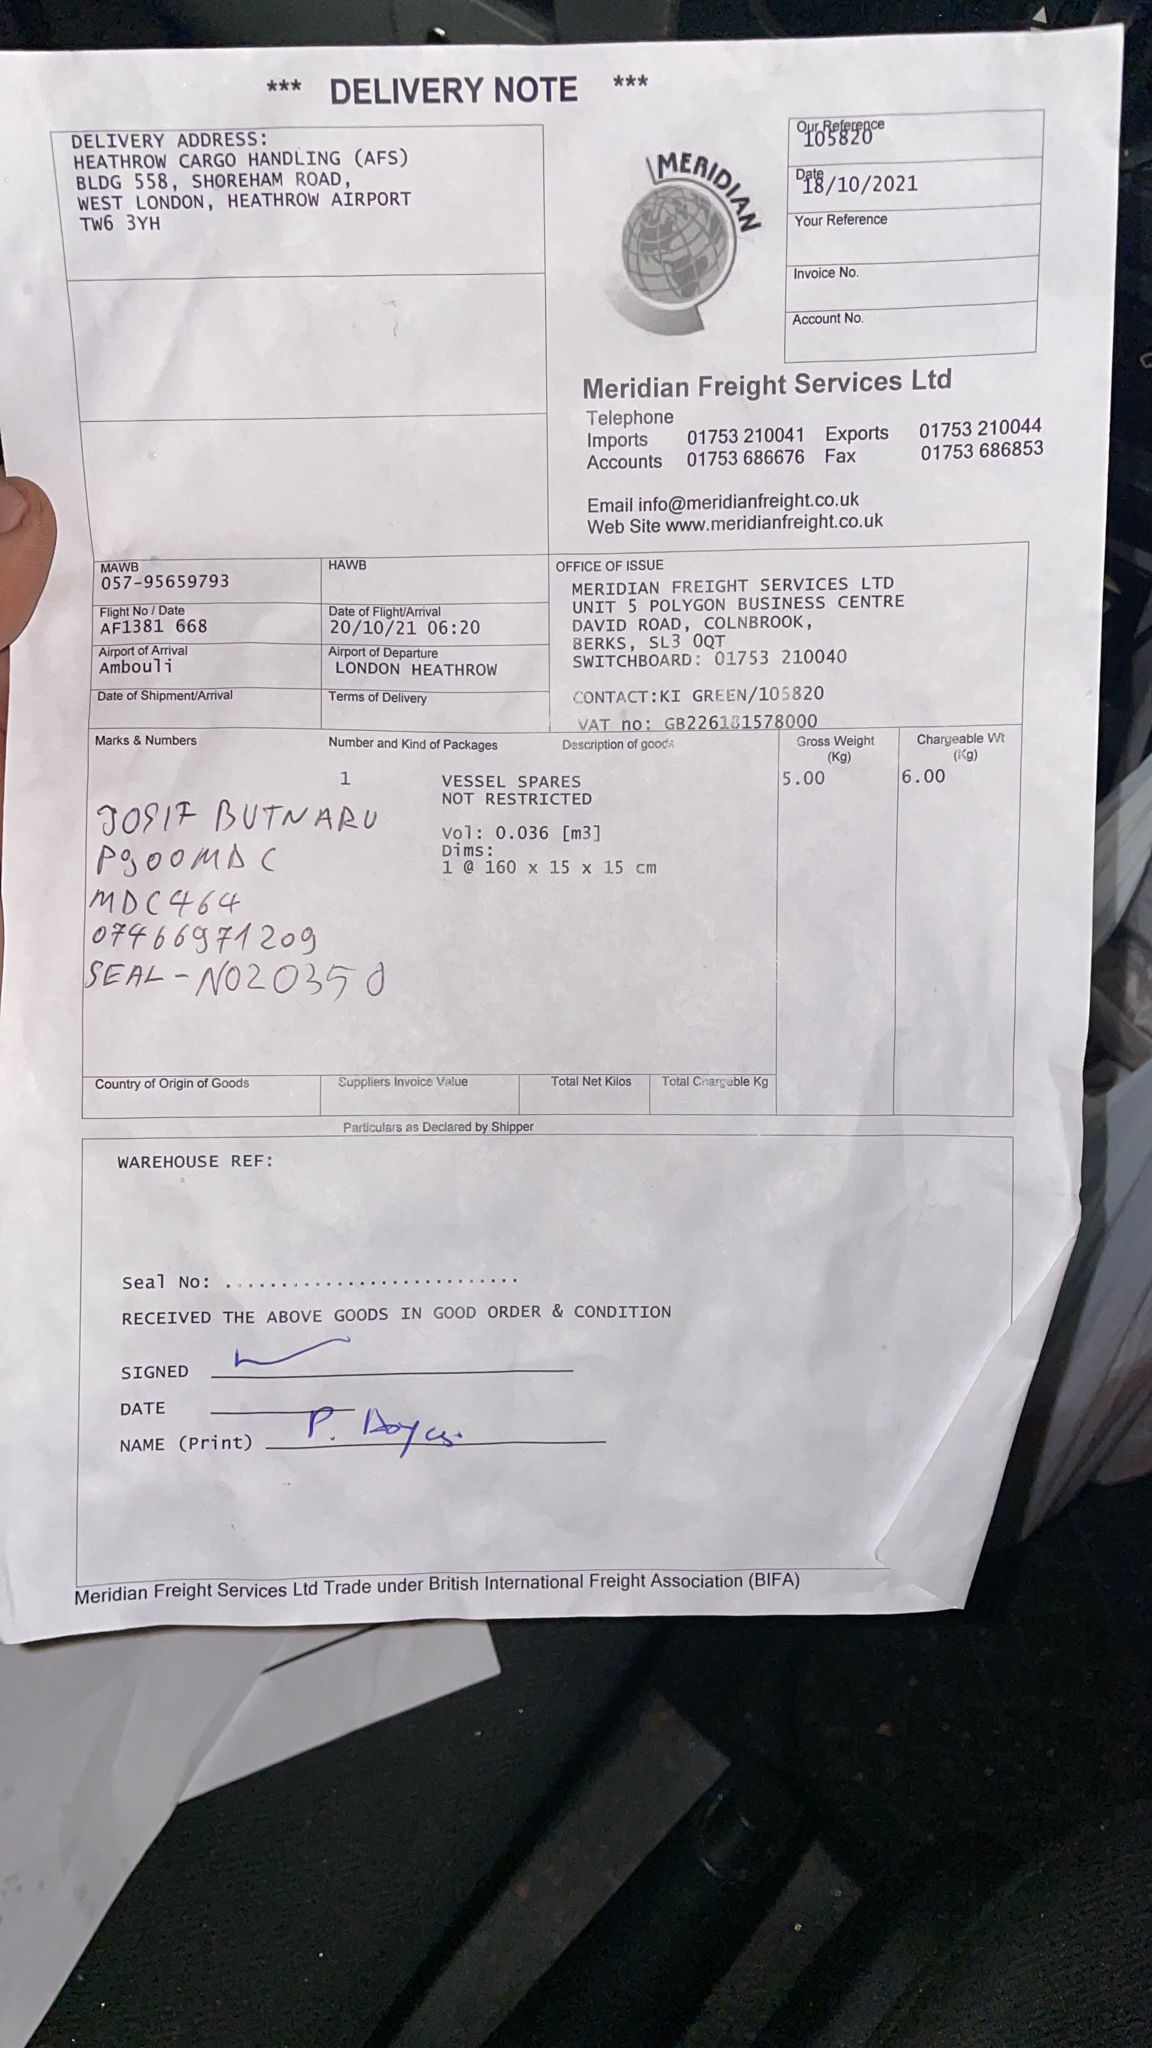 *** DELIVERY NOTE ***
DELIVERY ADDRESS:
HEATHROW CARGO HANDLING (AFS)
BLDG 558, SHOREHAM ROAD,
WEST LONDON, HEATHROW AIRPORT
TW6 3YH
MERIDIAN
Our Reference
105820
Date
18/10/2021
Your Reference
Invoice No.
Account No.
Meridian Freight Services Ltd
Telephone
Imports 01753 210041 Exports 01753 210044
Accounts 01753 686676 Fax 01753 686853
Email info@meridianfreight.co.uk
Web Site www.meridianfreight.co.uk
MAWB
057-95659793
HAWB
Flight No / Date
AF1381 668
Date of Flight/Arrival
20/10/21 06:20
Airport of Arrival
Ambouli
Airport of Departure
LONDON HEATHROW
Date of Shipment/Arrival
Terms of Delivery
OFFICE OF ISSUE
MERIDIAN FREIGHT SERVICES LTD
UNIT 5 POLYGON BUSINESS CENTRE
DAVID ROAD, COLNBROOK,
BERKS, SL3 0QT
SWITCHBOARD: 01753 210040
CONTACT:KI GREEN/105820
VAT no: GB226181578000
Marks & Numbers
Number and Kind of Packages
Description of goods
Gross Weight
(Kg)
Chargeable Wt
(Kg)
1 VESSEL SPARES 5.00 6.00
NOT RESTRICTED
Vol: 0.036 [m3]
Dims:
1 @ 160 x 15 x 15 cm
JOSIF BUTNARU
P900MDC
MDC464
07466971209
SEAL - NO20350
Country of Origin of Goods
Suppliers Invoice Value
Total Net Kilos
Total Chargeble Kg
Particulars as Declared by Shipper
WAREHOUSE REF:
Seal No: ..........................
RECEIVED THE ABOVE GOODS IN GOOD ORDER & CONDITION
SIGNED
DATE
NAME (Print) P.
Meridian Freight Services Ltd Trade under British International Freight Association (BIFA)